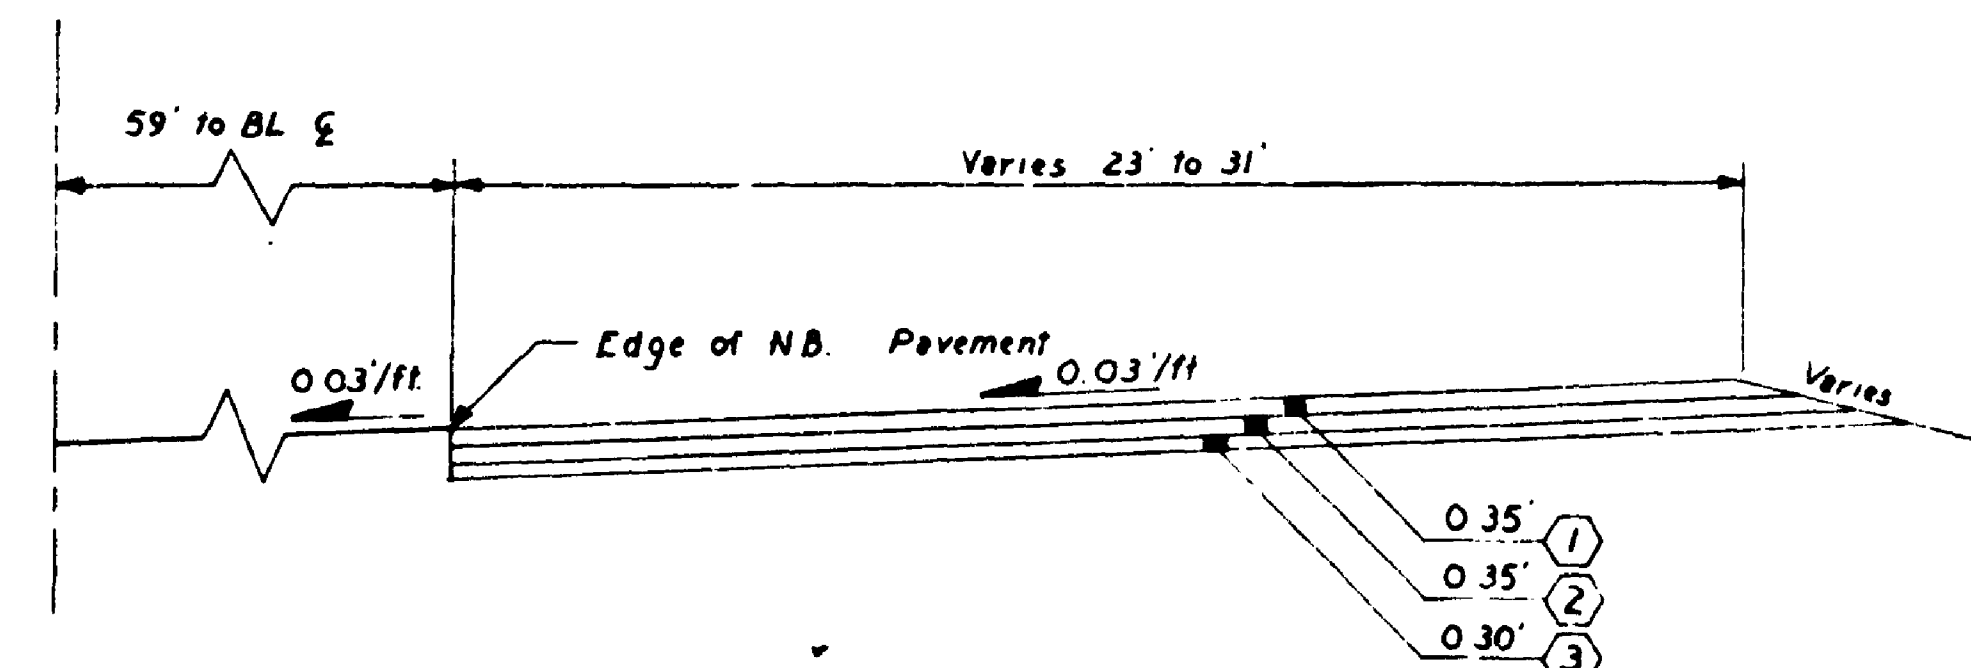 59' to BL ℄
Varies 23' to 31'
Edge of N.B. Pavement
0.03'/ft.
0.03'/ft
Varies
0.35' 1
0.35' 2
0.30' 3